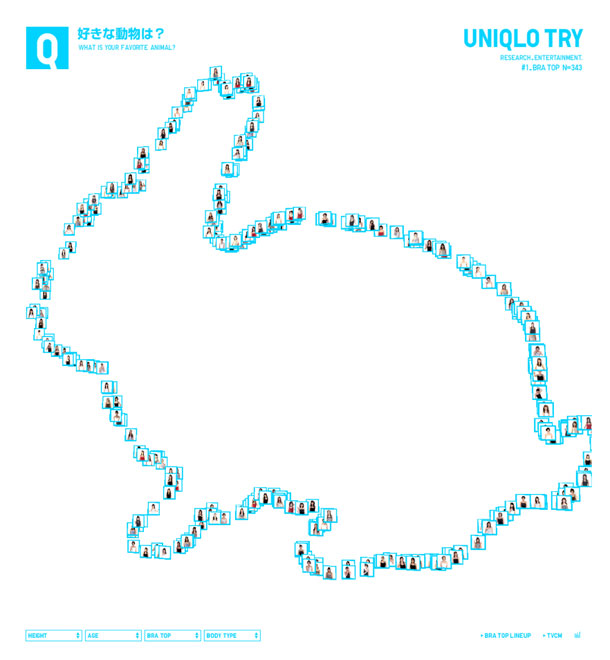 Q
好きな動物は？
WHAT IS YOUR FAVORITE ANIMAL?
UNIQLO TRY
RESEARCH_ENTERTAINMENT.
#1_BRA TOP N=343
HEIGHT
AGE
BRA TOP
BODY TYPE
+ BRA TOP LINEUP
+ TVCM